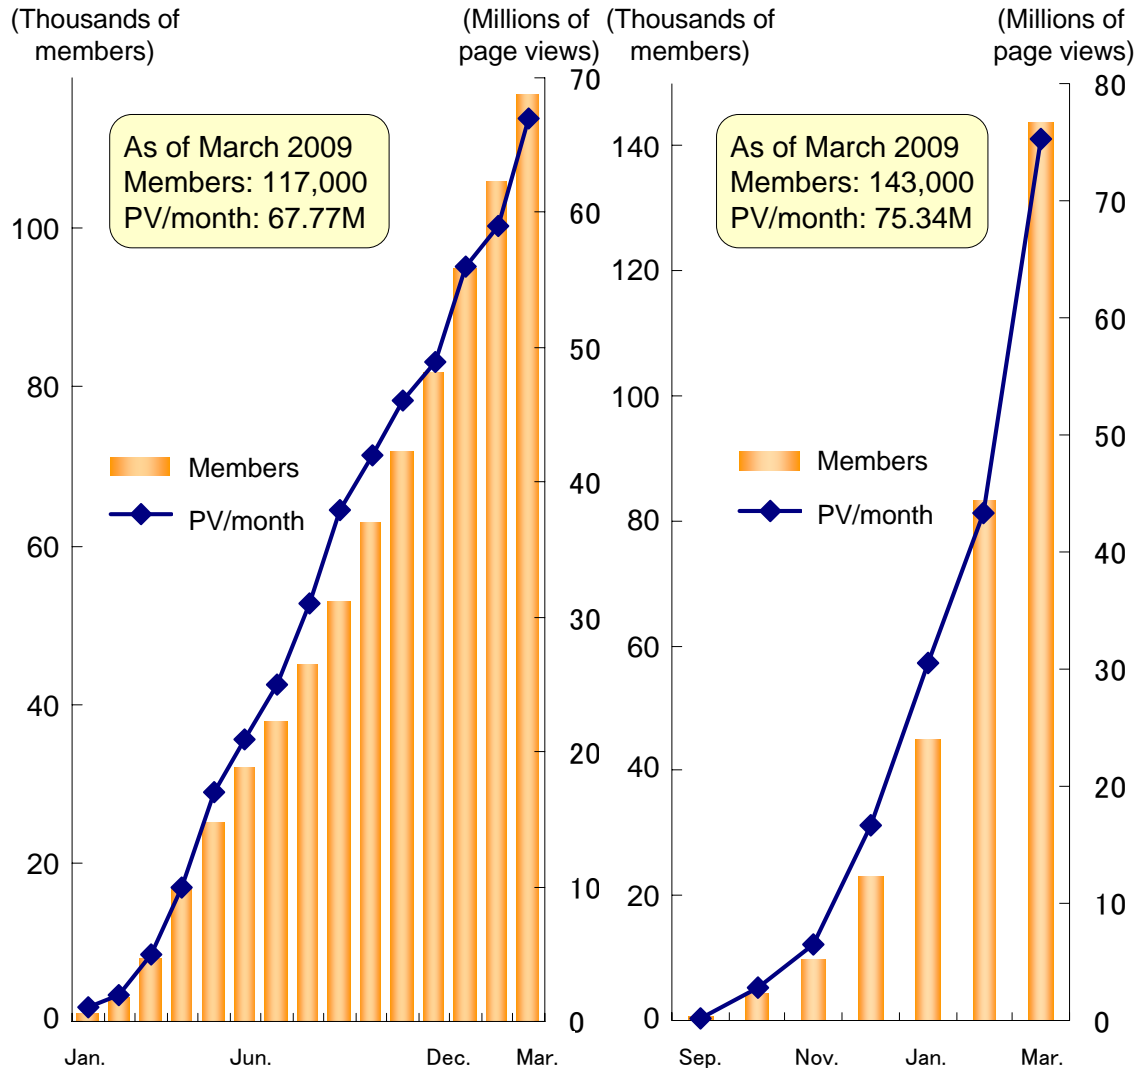 (Thousands of
members)
(Millions of
page views)
As of March 2009
Members: 117,000
PV/month: 67.77M
Members
PV/month
100
80
60
40
20
0
70
60
50
40
30
20
10
0
Jan.
Jun.
Dec.
Mar.
(Thousands of
members)
(Millions of
page views)
As of March 2009
Members: 143,000
PV/month: 75.34M
Members
PV/month
140
120
100
80
60
40
20
0
80
70
60
50
40
30
20
10
0
Sep.
Nov.
Jan.
Mar.